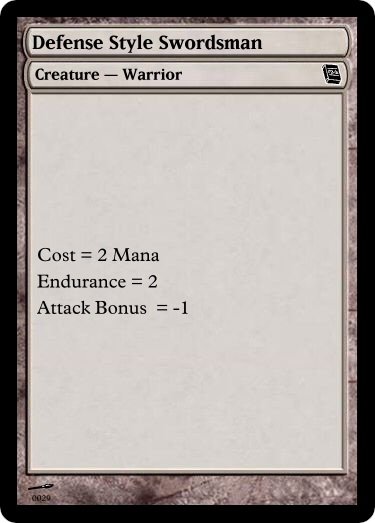 Defense Style Swordsman
Creature — Warrior
Cost = 2 Mana
Endurance = 2
Attack Bonus = -1
0029